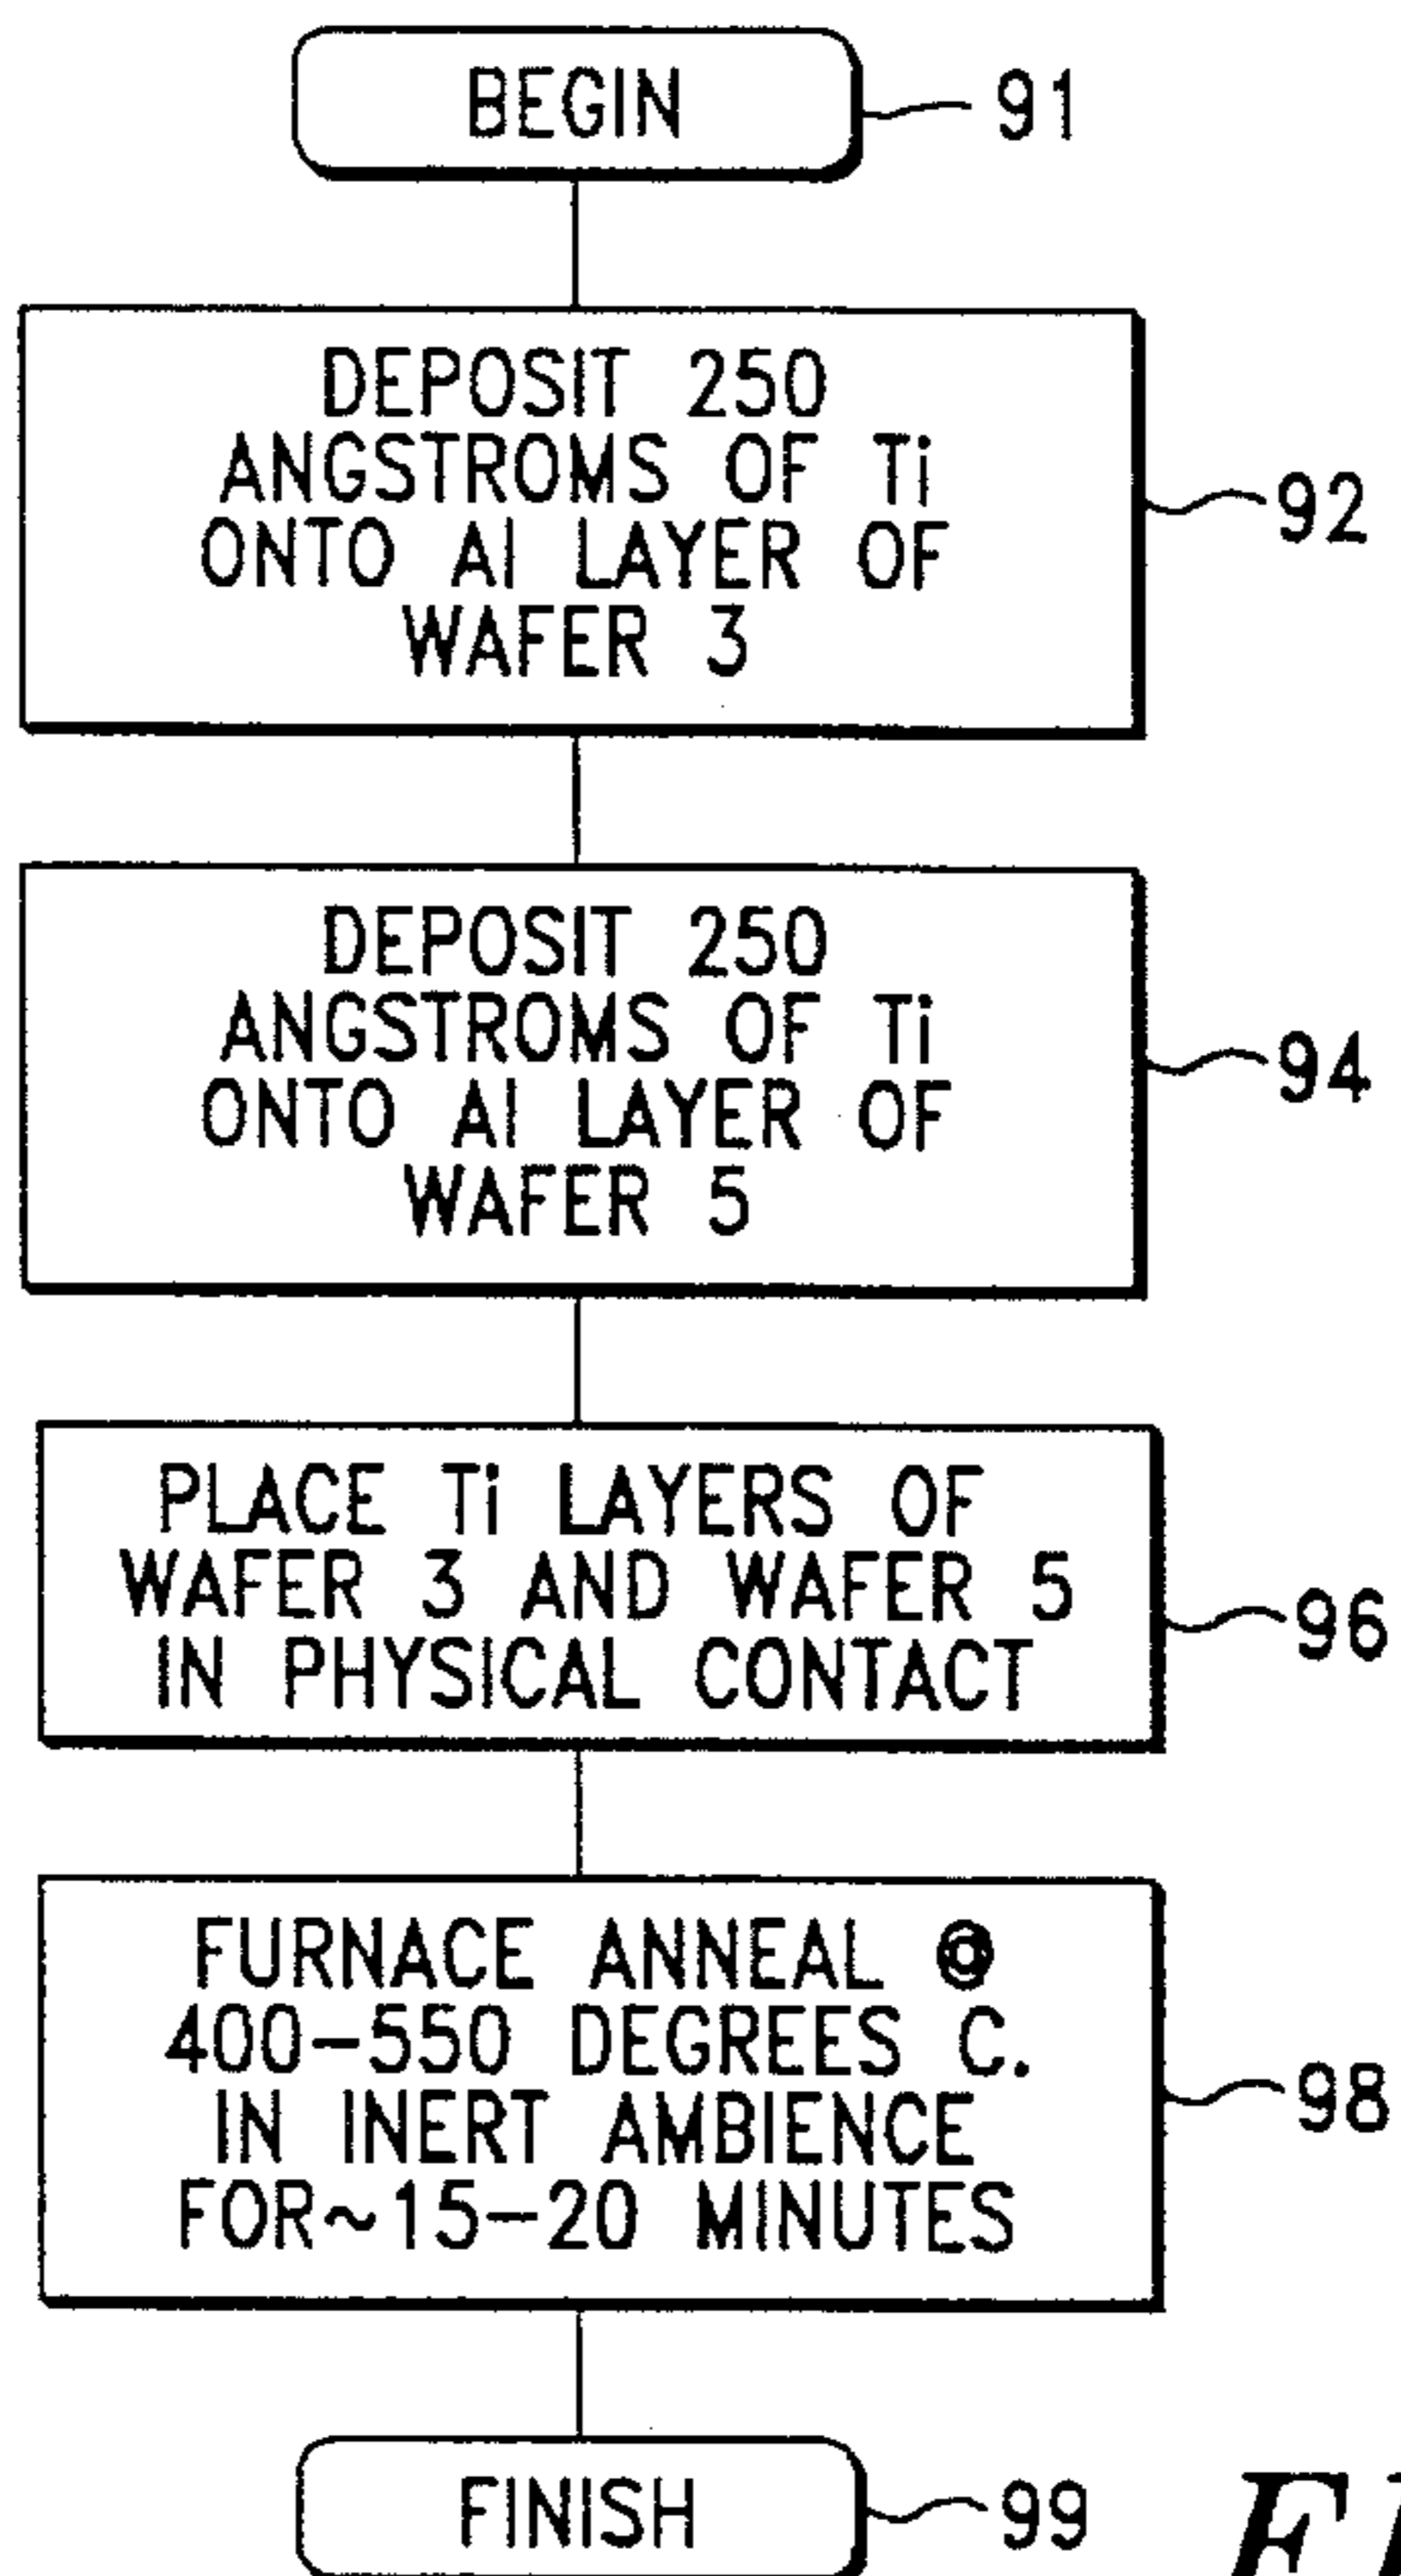 BEGIN
91
DEPOSIT 250
ANGSTROMS OF Ti
ONTO Al LAYER OF
WAFER 3
92
DEPOSIT 250
ANGSTROMS OF Ti
ONTO Al LAYER OF
WAFER 5
94
PLACE Ti LAYERS OF
WAFER 3 AND WAFER 5
IN PHYSICAL CONTACT
96
FURNACE ANNEAL @
400-550 DEGREES C.
IN INERT AMBIENCE
FOR~15-20 MINUTES
98
FINISH
99